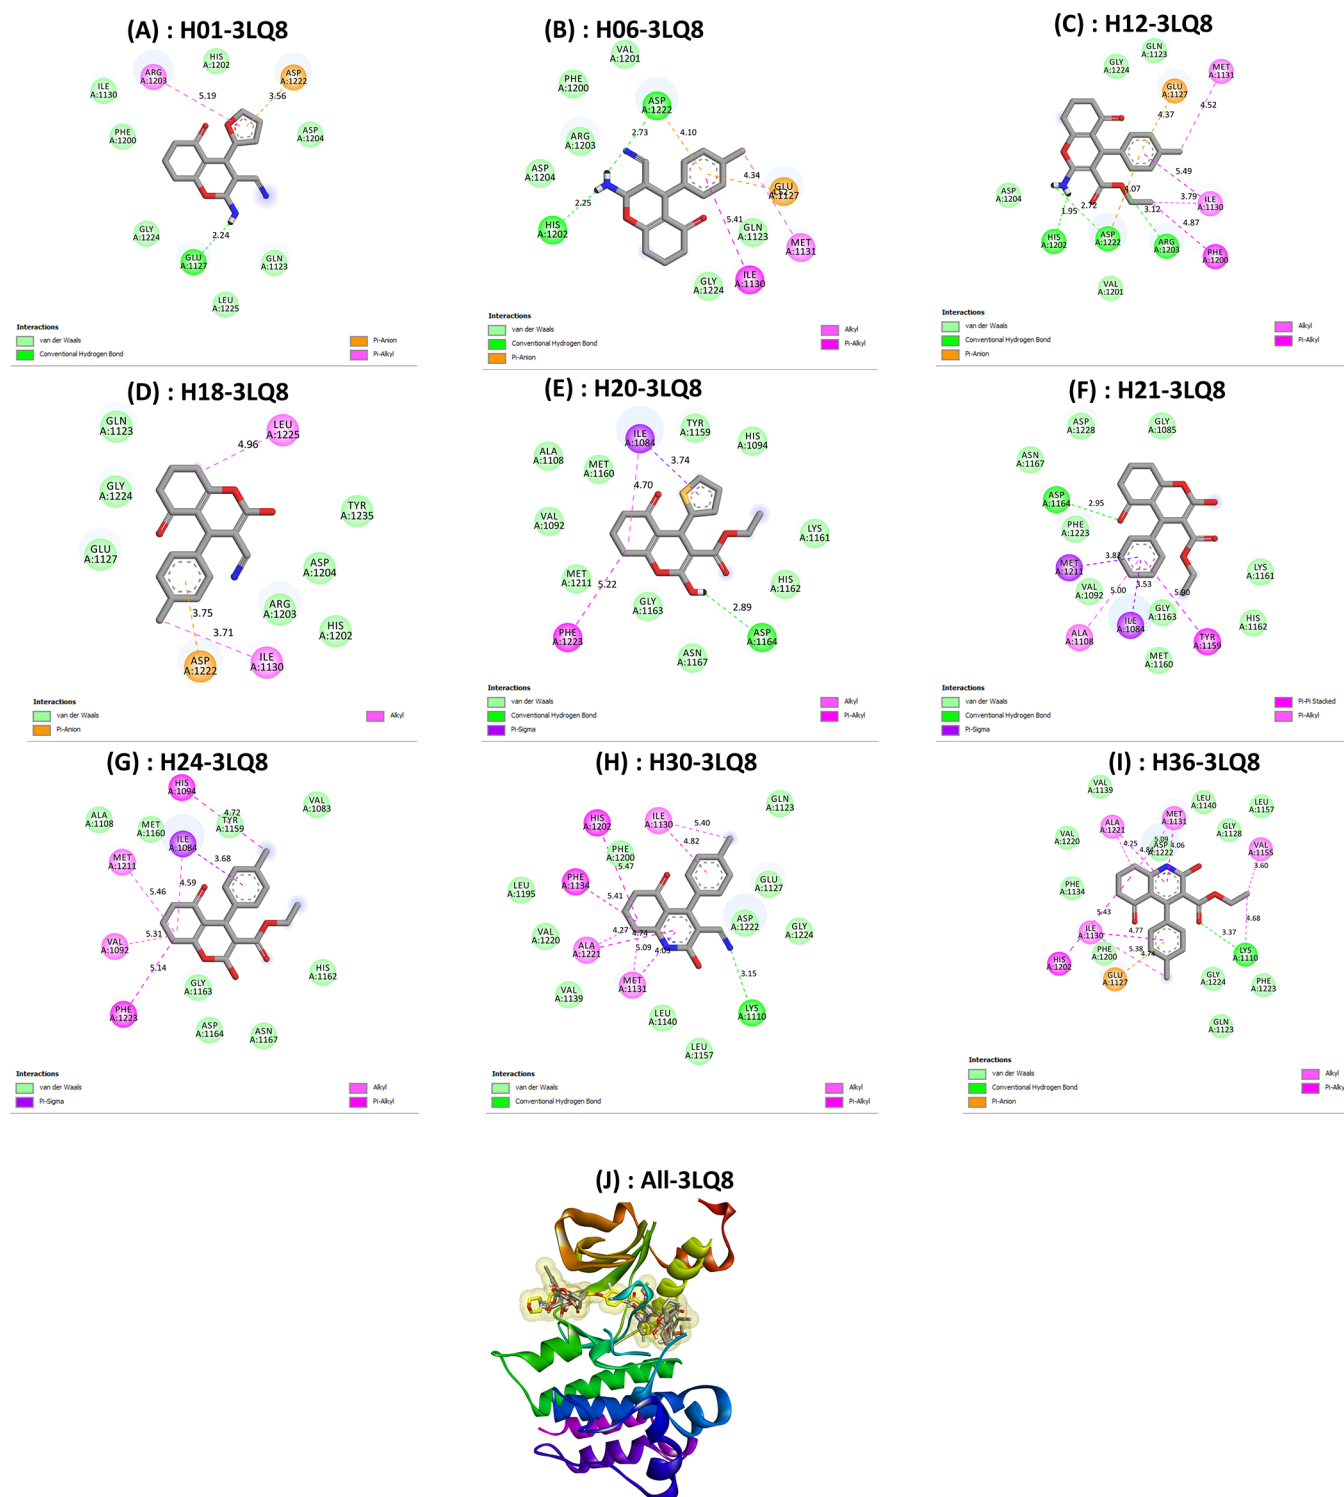 (A) : H01-3LQ8
HIS
A:1202
ARG
A:1203
ASP
A:1222
ILE
A:1130
5.19
3.56
PHE
A:1200
ASP
A:1204
GLY
A:1224
2.24
GLU
A:1127
GLN
A:1123
LEU
A:1225
Interactions
van der Waals
Conventional Hydrogen Bond
Pi-Anion
Pi-Alkyl
(B) : H06-3LQ8
VAL
A:1201
PHE
A:1200
ASP
A:1222
ARG
A:1203
2.73
4.10
ASP
A:1204
4.34
GLU
A:1127
2.25
HIS
A:1202
5.41
GLN
A:1123
MET
A:1131
GLY
A:1224
ILE
A:1130
Interactions
van der Waals
Conventional Hydrogen Bond
Pi-Anion
Alkyl
Pi-Alkyl
(C) : H12-3LQ8
GLN
A:1123
GLY
A:1224
MET
A:1131
GLU
A:1127
4.37
4.52
5.49
ASP
A:1204
4.07
3.79
ILE
A:1130
1.95
2.72
3.12
4.87
HIS
A:1202
ASP
A:1222
ARG
A:1203
PHE
A:1200
VAL
A:1201
Interactions
van der Waals
Conventional Hydrogen Bond
Pi-Anion
Alkyl
Pi-Alkyl
(D) : H18-3LQ8
GLN
A:1123
LEU
A:1225
4.96
GLY
A:1224
TYR
A:1235
GLU
A:1127
ASP
A:1204
ARG
A:1203
3.75
HIS
A:1202
3.71
ASP
A:1222
ILE
A:1130
Interactions
van der Waals
Pi-Anion
Alkyl
(E) : H20-3LQ8
ILE
A:1084
TYR
A:1159
HIS
A:1094
ALA
A:1108
MET
A:1160
3.74
4.70
VAL
A:1092
LYS
A:1161
MET
A:1211
5.22
GLY
A:1163
HIS
A:1162
2.89
PHE
A:1223
ASP
A:1164
ASN
A:1167
Interactions
van der Waals
Conventional Hydrogen Bond
Pi-Sigma
Alkyl
Pi-Alkyl
(F) : H21-3LQ8
ASP
A:1228
GLY
A:1085
ASN
A:1167
ASP
A:1164
2.95
PHE
A:1223
MET
A:1211
3.82
VAL
A:1092
3.53
LYS
A:1161
5.00
GLY
A:1163
HIS
A:1162
ALA
A:1108
ILE
A:1084
TYR
A:1159
MET
A:1160
Interactions
van der Waals
Conventional Hydrogen Bond
Pi-Sigma
Pi-Pi Stacked
Pi-Alkyl
(G) : H24-3LQ8
HIS
A:1094
4.72
VAL
A:1083
ALA
A:1108
MET
A:1160
ILE
A:1084
TYR
A:1159
MET
A:1211
3.68
4.59
5.46
VAL
A:1092
5.31
5.14
HIS
A:1162
GLY
A:1163
PHE
A:1223
ASP
A:1164
ASN
A:1167
Interactions
van der Waals
Pi-Sigma
Alkyl
Pi-Alkyl
(H) : H30-3LQ8
GLN
A:1123
HIS
A:1202
ILE
A:1130
5.40
4.82
PHE
A:1200
5.47
PHE
A:1134
LEU
A:1195
GLU
A:1127
5.41
ASP
A:1222
VAL
A:1220
4.27
4.74
GLY
A:1224
ALA
A:1221
5.09
MET
A:1131
3.15
VAL
A:1139
LEU
A:1140
LYS
A:1110
LEU
A:1157
Interactions
van der Waals
Conventional Hydrogen Bond
Alkyl
Pi-Alkyl
(I) : H36-3LQ8
VAL
A:1139
LEU
A:1140
LEU
A:1157
ALA
A:1221
MET
A:1131
GLY
A:1128
VAL
A:1220
5.09
4.25
4.06
ASP
A:1222
VAL
A:1155
3.60
PHE
A:1134
5.43
4.77
4.68
ILE
A:1130
5.38
4.74
3.37
HIS
A:1202
PHE
A:1200
GLU
A:1127
LYS
A:1110
GLY
A:1224
PHE
A:1223
GLN
A:1123
Interactions
van der Waals
Conventional Hydrogen Bond
Pi-Anion
Alkyl
Pi-Alky
(J) : All-3LQ8